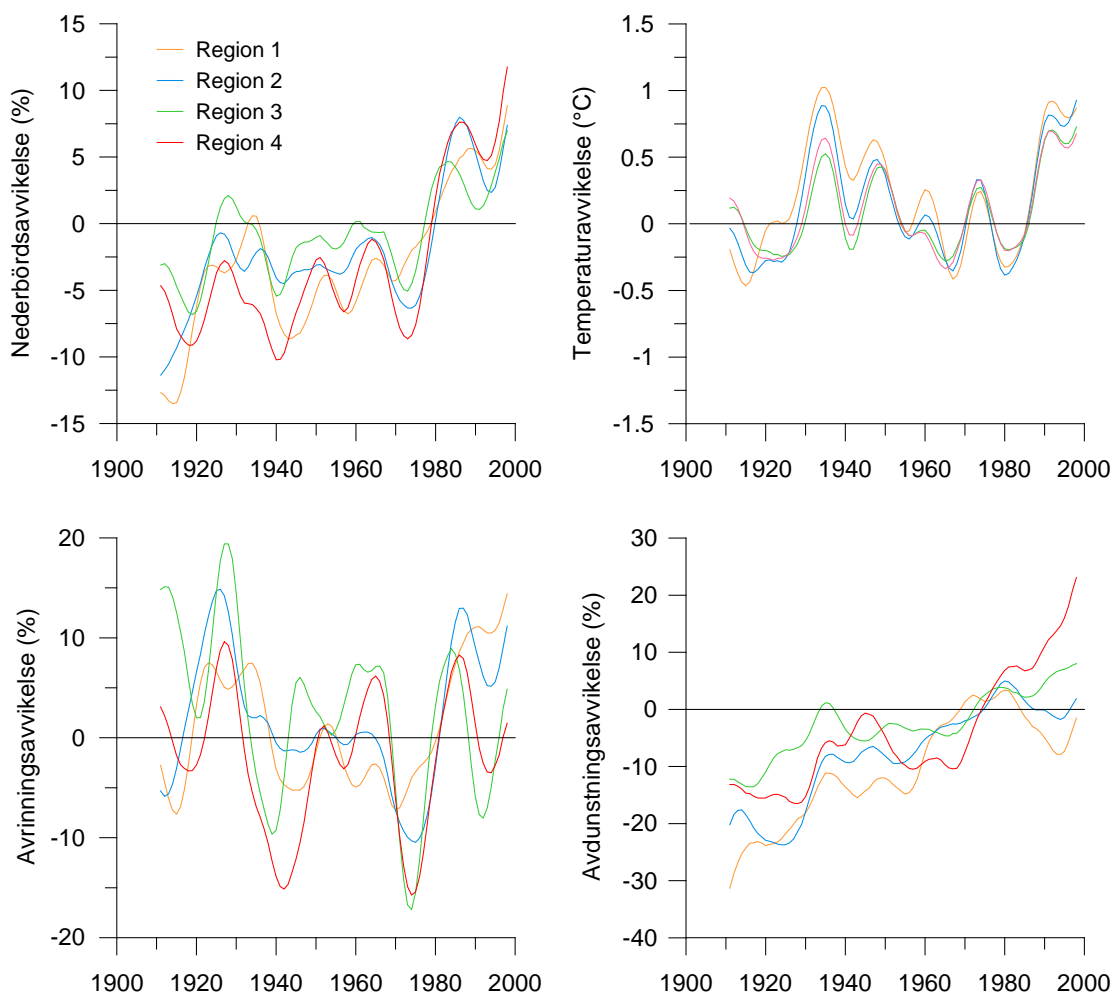 Nederbördsavvikelse (%)
15
10
5
0
-5
-10
-15
Region 1
Region 2
Region 3
Region 4
1900 1920 1940 1960 1980 2000
Temperaturavvikelse (°C)
1.5
1
0.5
0
-0.5
-1
-1.5
1900 1920 1940 1960 1980 2000
Avrinningsavvikelse (%)
20
10
0
-10
-20
1900 1920 1940 1960 1980 2000
Avdunstningsavvikelse (%)
30
20
10
0
-10
-20
-30
-40
1900 1920 1940 1960 1980 2000